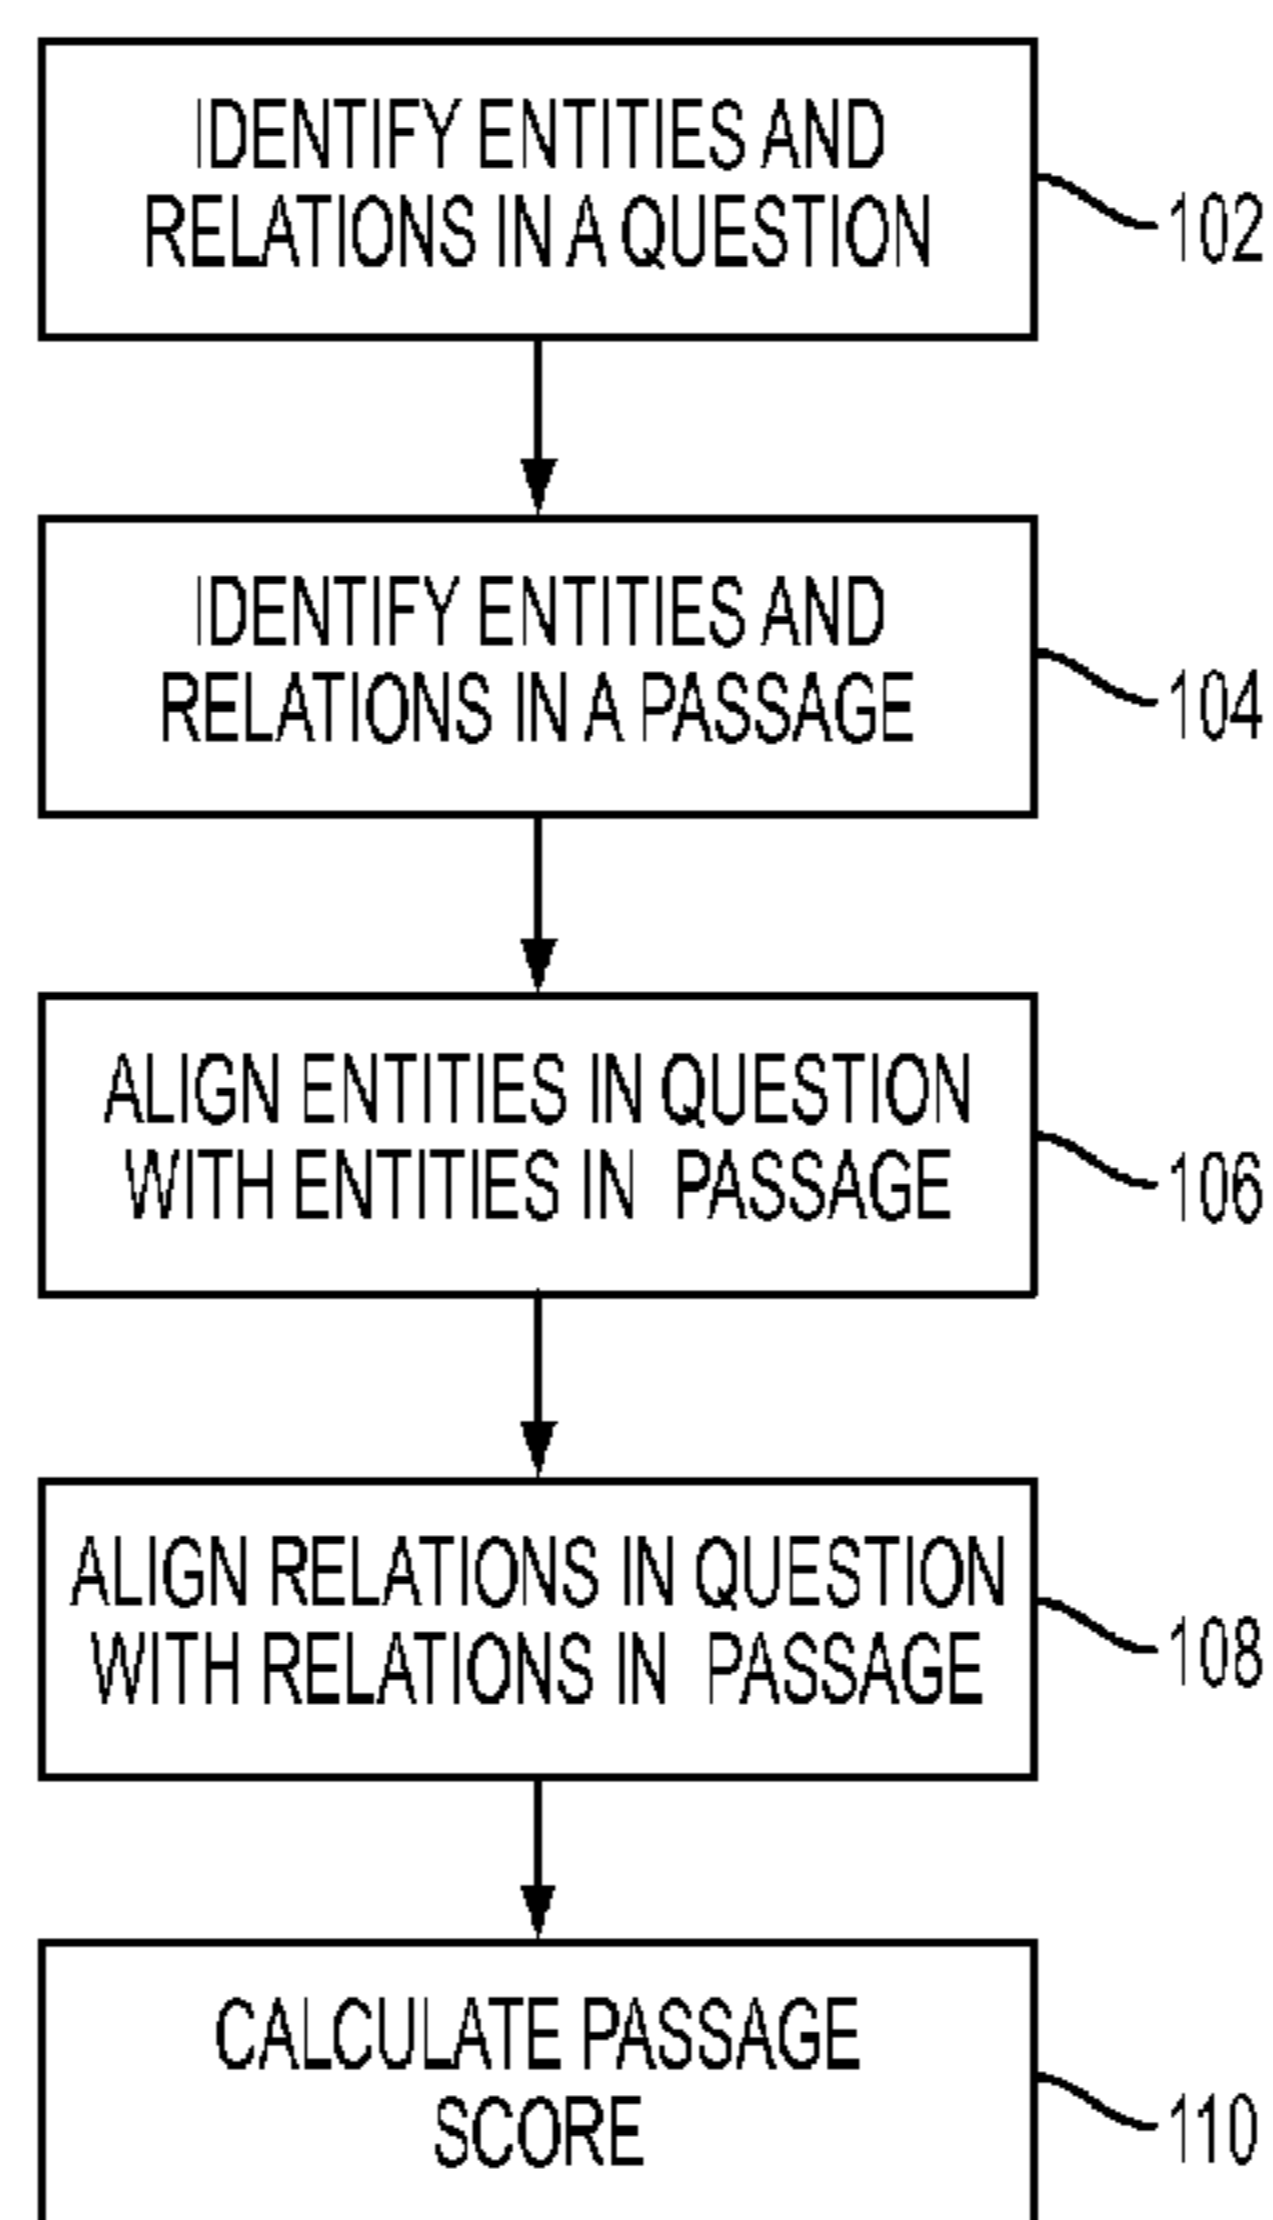 IDENTIFY ENTITIES AND
RELATIONS IN A QUESTION
102
IDENTIFY ENTITIES AND
RELATIONS IN A PASSAGE
104
ALIGN ENTITIES IN QUESTION
WITH ENTITIES IN PASSAGE
106
ALIGN RELATIONS IN QUESTION
WITH RELATIONS IN PASSAGE
108
CALCULATE PASSAGE
SCORE
110